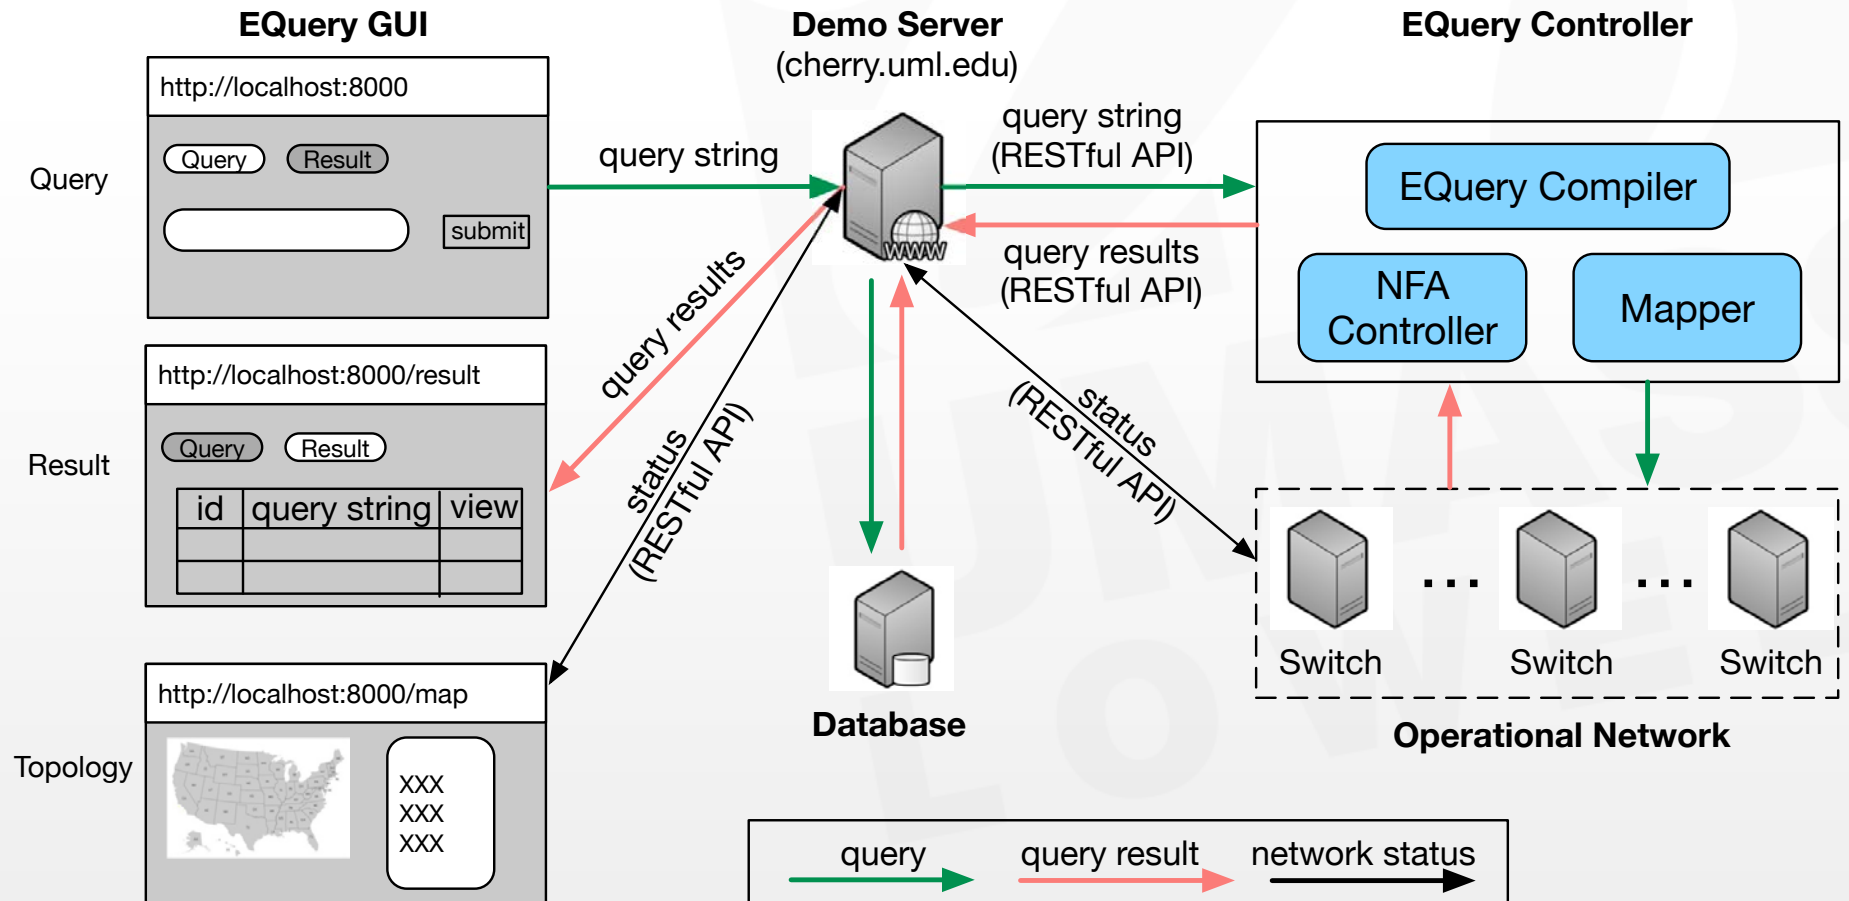 EQuery GUI
Demo Server
(cherry.uml.edu)
EQuery Controller
Query
http://localhost:8000
Query
Result
submit
query string
query string
(RESTful API)
query results
(RESTful API)
EQuery Compiler
NFA
Controller
Mapper
Result
http://localhost:8000/result
Query
Result
id
query string
view
query results
status
(RESTful API)
status
(RESTful API)
WWW
Switch
...
Switch
...
Switch
Operational Network
Database
Topology
http://localhost:8000/map
XXX
XXX
XXX
query
query result
network status
UMASS
LOWE